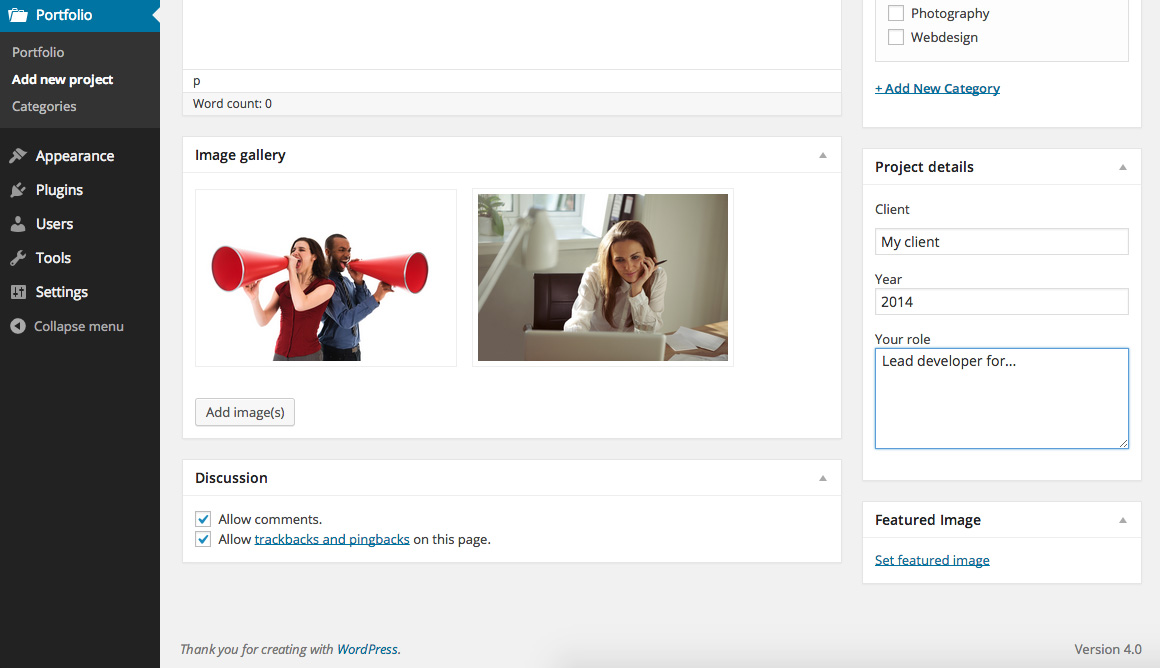 Portfolio
Portfolio
Add new project
Categories
Appearance
Plugins
Users
Tools
Settings
Collapse menu
p
Word count: 0
Image gallery
Add image(s)
Discussion
Allow comments.
Allow trackbacks and pingbacks on this page.
Photography
Webdesign
+ Add New Category
Project details
Client
My client
Year
2014
Your role
Lead developer for...
Featured Image
Set featured image
Thank you for creating with WordPress.
Version 4.0